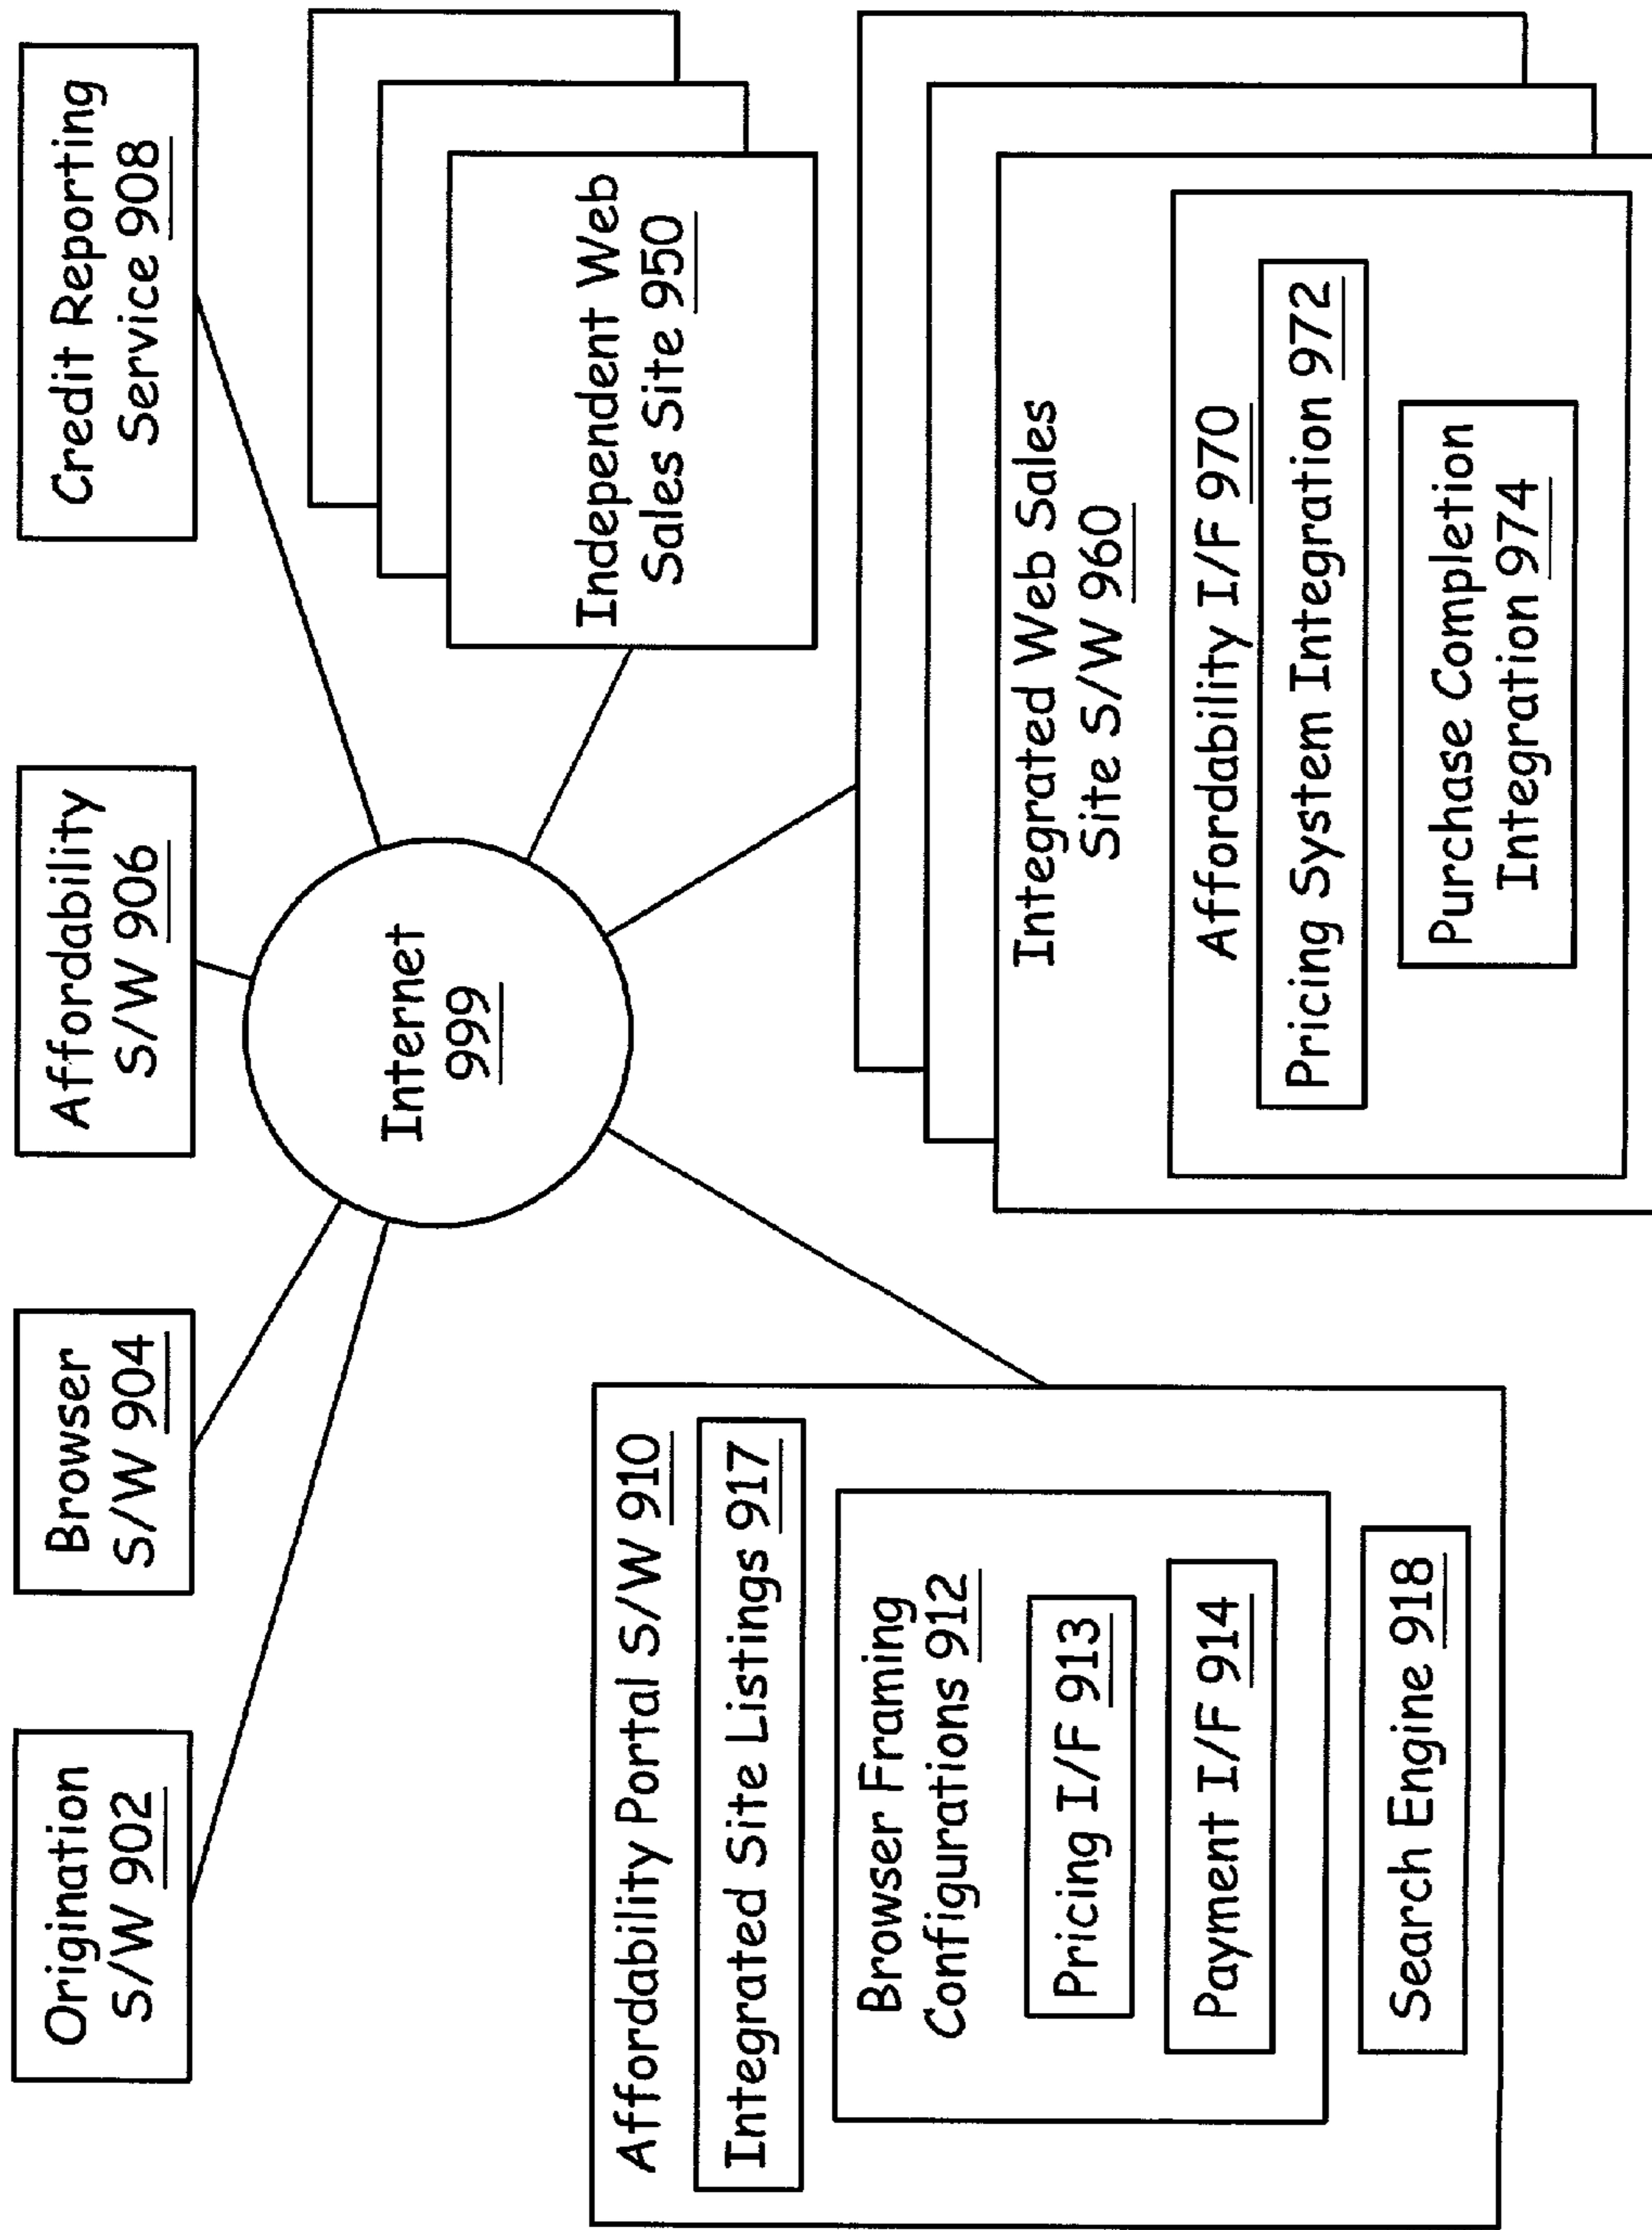 Origination
S/W 902
Browser
S/W 904
Affordability
S/W 906
Credit Reporting
Service 908
Internet
999
Independent Web
Sales Site 950
Affordability Portal S/W 910
Integrated Site Listings 917
Browser Framing
Configurations 912
Pricing I/F 913
Payment I/F 914
Search Engine 918
Integrated Web Sales
Site S/W 960
Affordability I/F 970
Pricing System Integration 972
Purchase Completion
Integration 974